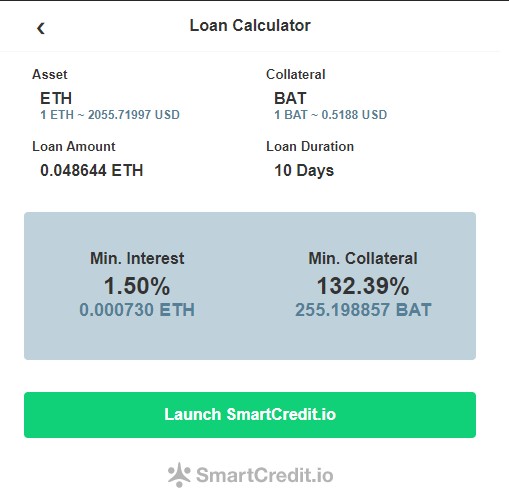 Loan Calculator
Asset
Collateral
ETH
BAT
1 ETH ~ 2055.71997 USD
1 BAT ~ 0.5188 USD
Loan Amount
Loan Duration
0.048644 ETH
10 Days
Min. Interest
Min. Collateral
1.50%
132.39%
0.000730 ETH
255.198857 BAT
Launch SmartCredit.io
SmartCredit.io